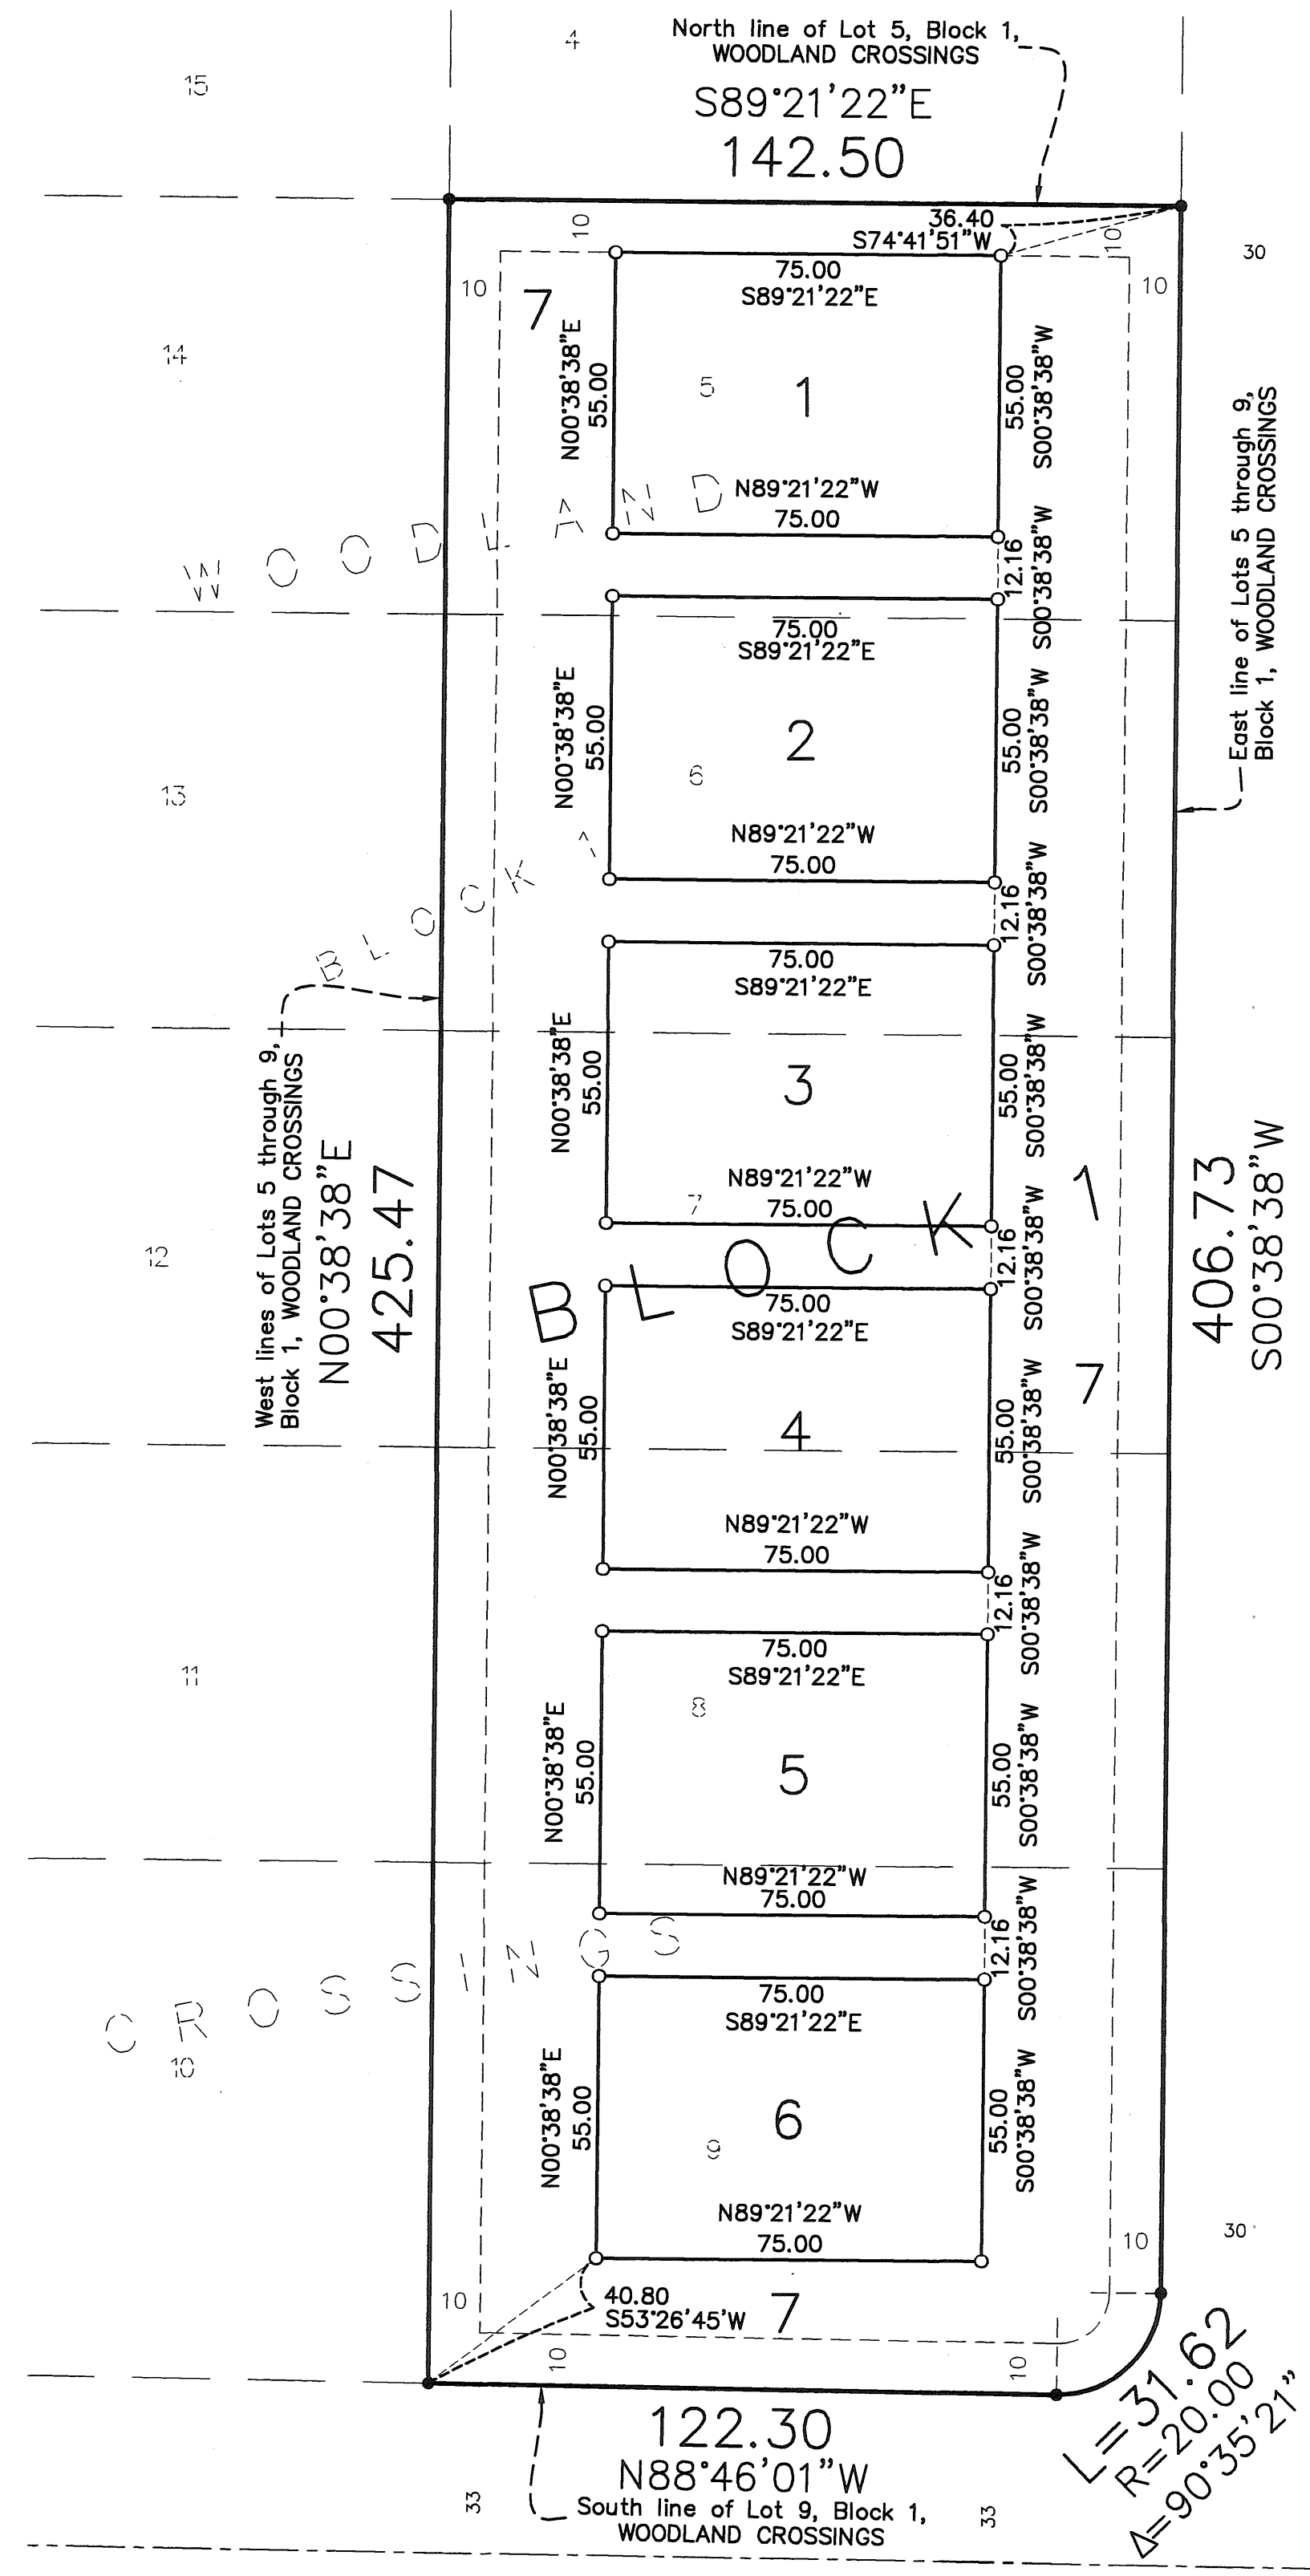 North line of Lot 5, Block 1,
WOODLAND CROSSINGS
4
15
S89°21'22"E
142.50
10
36.40
S74°41'51"W
10
30
75.00
S89°21'22"E
10
7
10
14
N00°38'38"E
55.00
5
1
55.00
S00°38'38"W
N89°21'22"W
75.00
WOODLAND
12.16
S00°38'38"W
East line of Lots 5 through 9,
Block 1, WOODLAND CROSSINGS
75.00
S89°21'22"E
N00°38'38"E
55.00
2
6
55.00
S00°38'38"W
13
N89°21'22"W
75.00
BLOCK 1
12.16
S00°38'38"W
75.00
S89°21'22"E
N00°38'38"E
55.00
3
55.00
S00°38'38"W
West lines of Lots 5 through 9,
Block 1, WOODLAND CROSSINGS
N00°38'38"E
425.47
12
N89°21'22"W
75.00
7
BLOCK 1
12.16
S00°38'38"W
406.73
S00°38'38"W
75.00
S89°21'22"E
N00°38'38"E
55.00
4
55.00
S00°38'38"W
7
N89°21'22"W
75.00
12.16
S00°38'38"W
11
75.00
S89°21'22"E
8
N00°38'38"E
55.00
5
55.00
S00°38'38"W
N89°21'22"W
75.00
CROSSINGS
12.16
S00°38'38"W
10
75.00
S89°21'22"E
N00°38'38"E
55.00
6
9
55.00
S00°38'38"W
N89°21'22"W
75.00
10
30
10
40.80
S53°26'45'W
7
10
10
L=31.62
R=20.00
Δ=90°35'21"
122.30
N88°46'01"W
33
South line of Lot 9, Block 1,
WOODLAND CROSSINGS
33